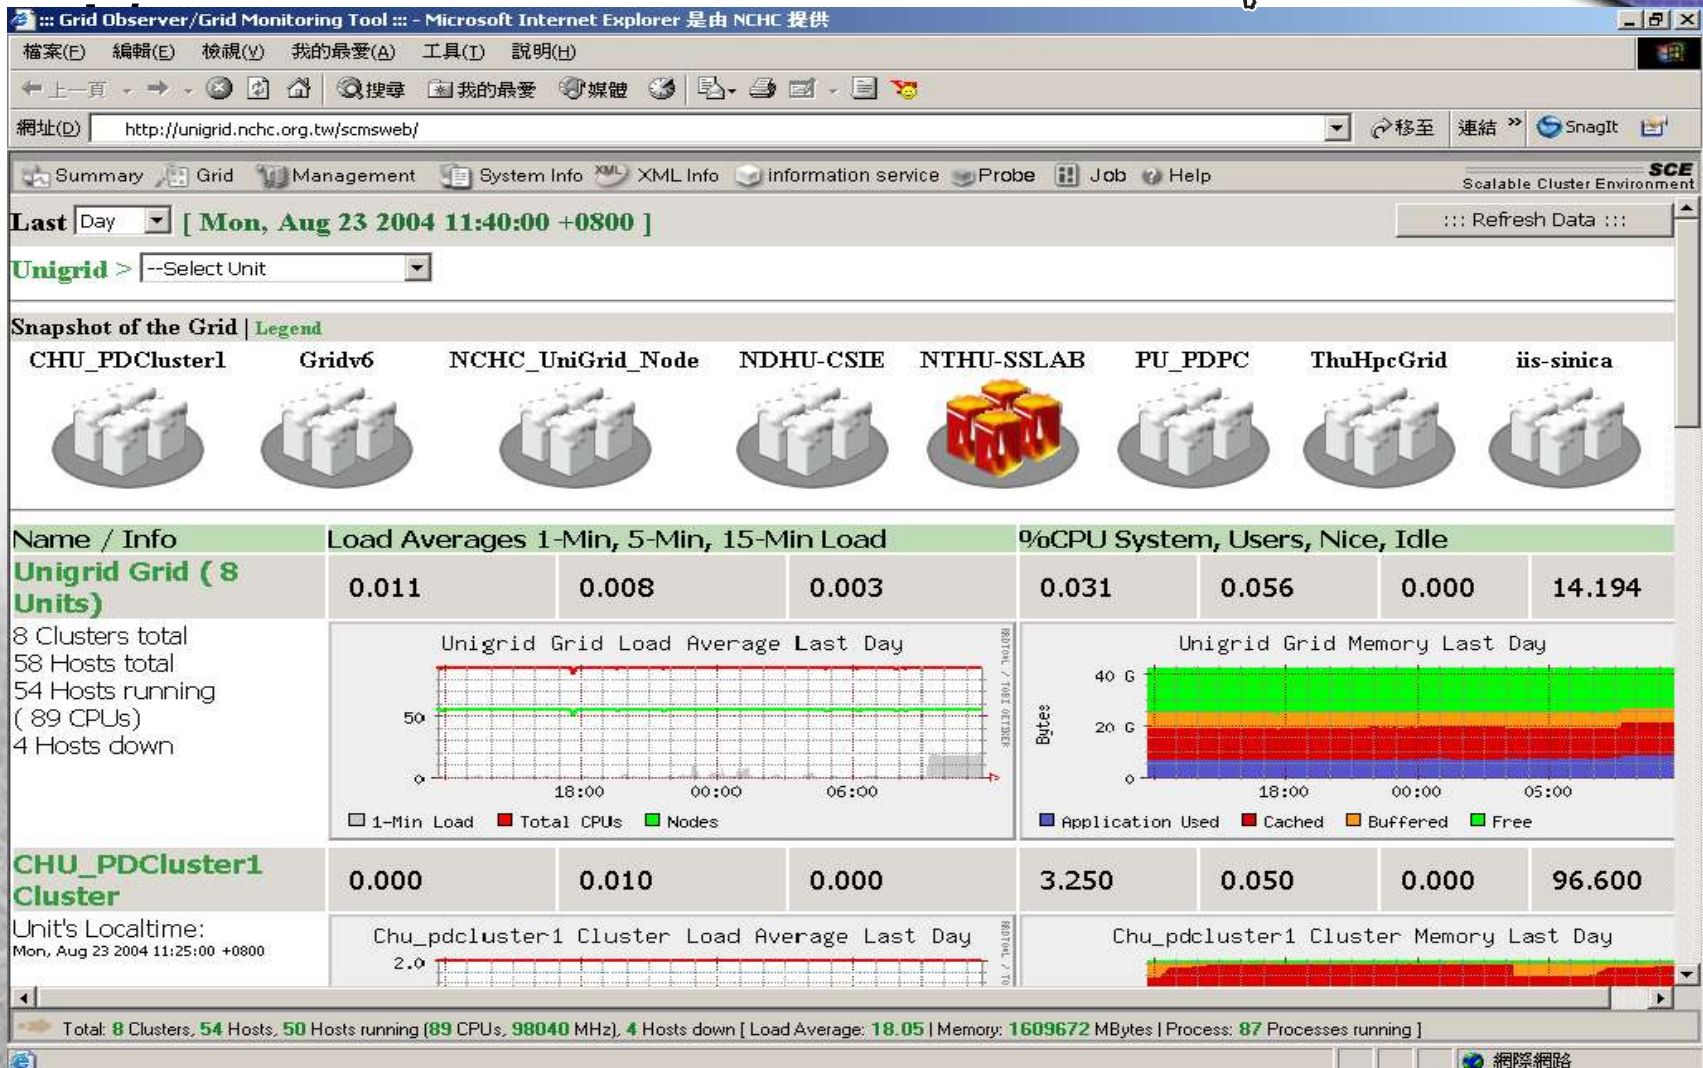 ::: Grid Observer/Grid Monitoring Tool ::: - Microsoft Internet Explorer 是由 NCHC 提供
檔案(F) 編輯(E) 檢視(V) 我的最愛(A) 工具(T) 說明(H)
上一頁 搜尋 我的最愛 媒體
網址(D) http://unigrid.nchc.org.tw/scmsweb/ 移至 連結 » SnagIt
Summary Grid Management System Info XML XML Info information service Probe Job Help SCE
Scalable Cluster Environment
Last Day [ Mon, Aug 23 2004 11:40:00 +0800 ] ::: Refresh Data :::
Unigrid > --Select Unit
Snapshot of the Grid | Legend
CHU_PDCluster1 Gridv6 NCHC_UniGrid_Node NDHU-CSIE NTHU-SSLAB PU_PDPC ThuHpcGrid iis-sinica
Name / Info Load Averages 1-Min, 5-Min, 15-Min Load %CPU System, Users, Nice, Idle
Unigrid Grid ( 8
Units)
0.011 0.008 0.003 0.031 0.056 0.000 14.194
8 Clusters total
58 Hosts total
54 Hosts running
( 89 CPUs)
4 Hosts down
Unigrid Grid Load Average Last Day
RRDTOOL / TOBI OETIKER
50
0
18:00 00:00 06:00
1-Min Load Total CPUs Nodes
Unigrid Grid Memory Last Day
Bytes
40 G
20 G
0
18:00 00:00 05:00
Application Used Cached Buffered Free
CHU_PDCluster1
Cluster
0.000 0.010 0.000 3.250 0.050 0.000 96.600
Unit's Localtime:
Mon, Aug 23 2004 11:25:00 +0800
Chu_pdcluster1 Cluster Load Average Last Day
2.0
Chu_pdcluster1 Cluster Memory Last Day
Total: 8 Clusters, 54 Hosts, 50 Hosts running (89 CPUs, 98040 MHz), 4 Hosts down [ Load Average: 18.05 | Memory: 1609672 MBytes | Process: 87 Processes running ]
網際網路